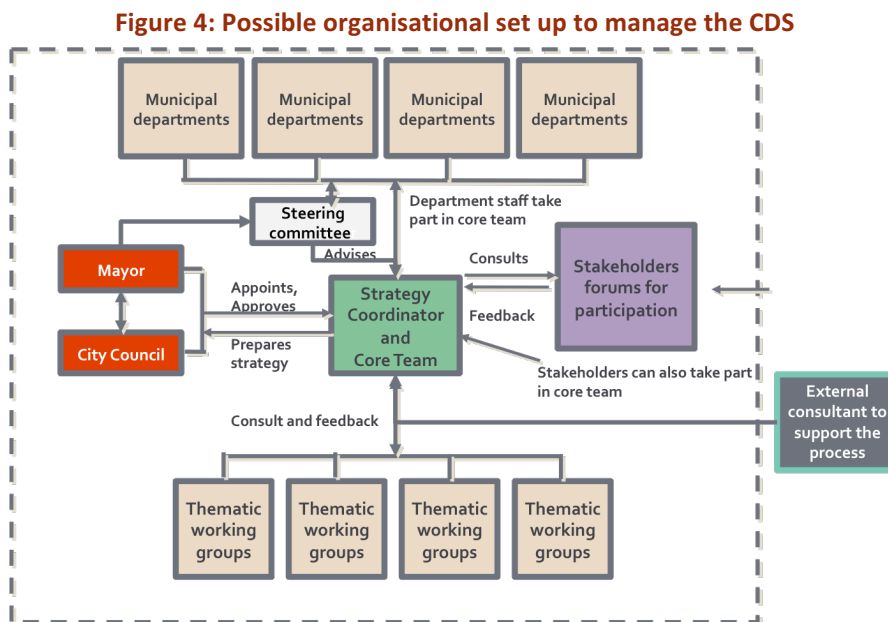 Figure 4: Possible organisational set up to manage the CDS
Municipal
departments
Municipal
departments
Municipal
departments
Municipal
departments
Department staff take
part in core team
Steering
committee
Advises
Mayor
City Council
Appoints,
Approves
Prepares
strategy
Strategy
Coordinator
and
Core Team
Consults
Feedback
Stakeholders
forums for
participation
Stakeholders can also take part
in core team
External
consultant to
support the
process
Consult and feedback
Thematic
working
groups
Thematic
working
groups
Thematic
working
groups
Thematic
working
groups